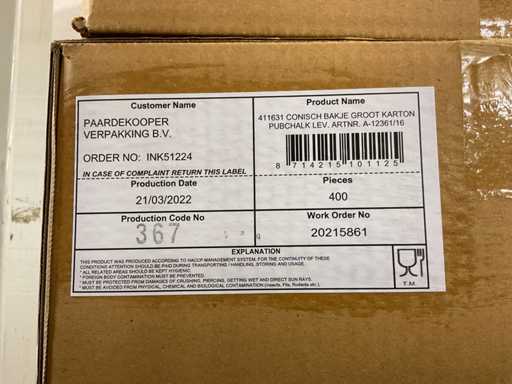 Customer Name
PAARDEKOOPER
VERPAKKING B.V.
ORDER NO: INK51224
IN CASE OF COMPLAINT RETURN THIS LABEL
Product Name
411631 CONISCH BAKJE GROOT KARTON
PUBCHALK LEV. ARTNR. A-12361/16
8 714215 101125
Production Date
21/03/2022
Pieces
400
Production Code No
367
Work Order No
20215861
EXPLANATION
THIS PRODUCT WAS PRODUCED ACCORDING TO HACCP MANAGEMENT SYSTEM. FOR THE CONTINUITY OF THESE
CONDITIONS ATTENTION SHOULD BE PAID DURING TRANSPORTING / HANDLING, STORING AND USAGE.
* ALL RELATED AREAS SHOULD BE KEPT HYGIENIC.
* FOREIGN BODY CONTAMINATION MUST BE PREVENTED.
* MUST BE PROTECTED FROM DAMAGES OF CRUSHING, PIERCING, GETTING WET AND DIRECT SUN RAYS.
* MUST BE AVOIDED FROM PHYSICAL, CHEMICAL AND BIOLOGICAL CONTAMINATION (Insects, Fits, Rodents etc.).
T.M.